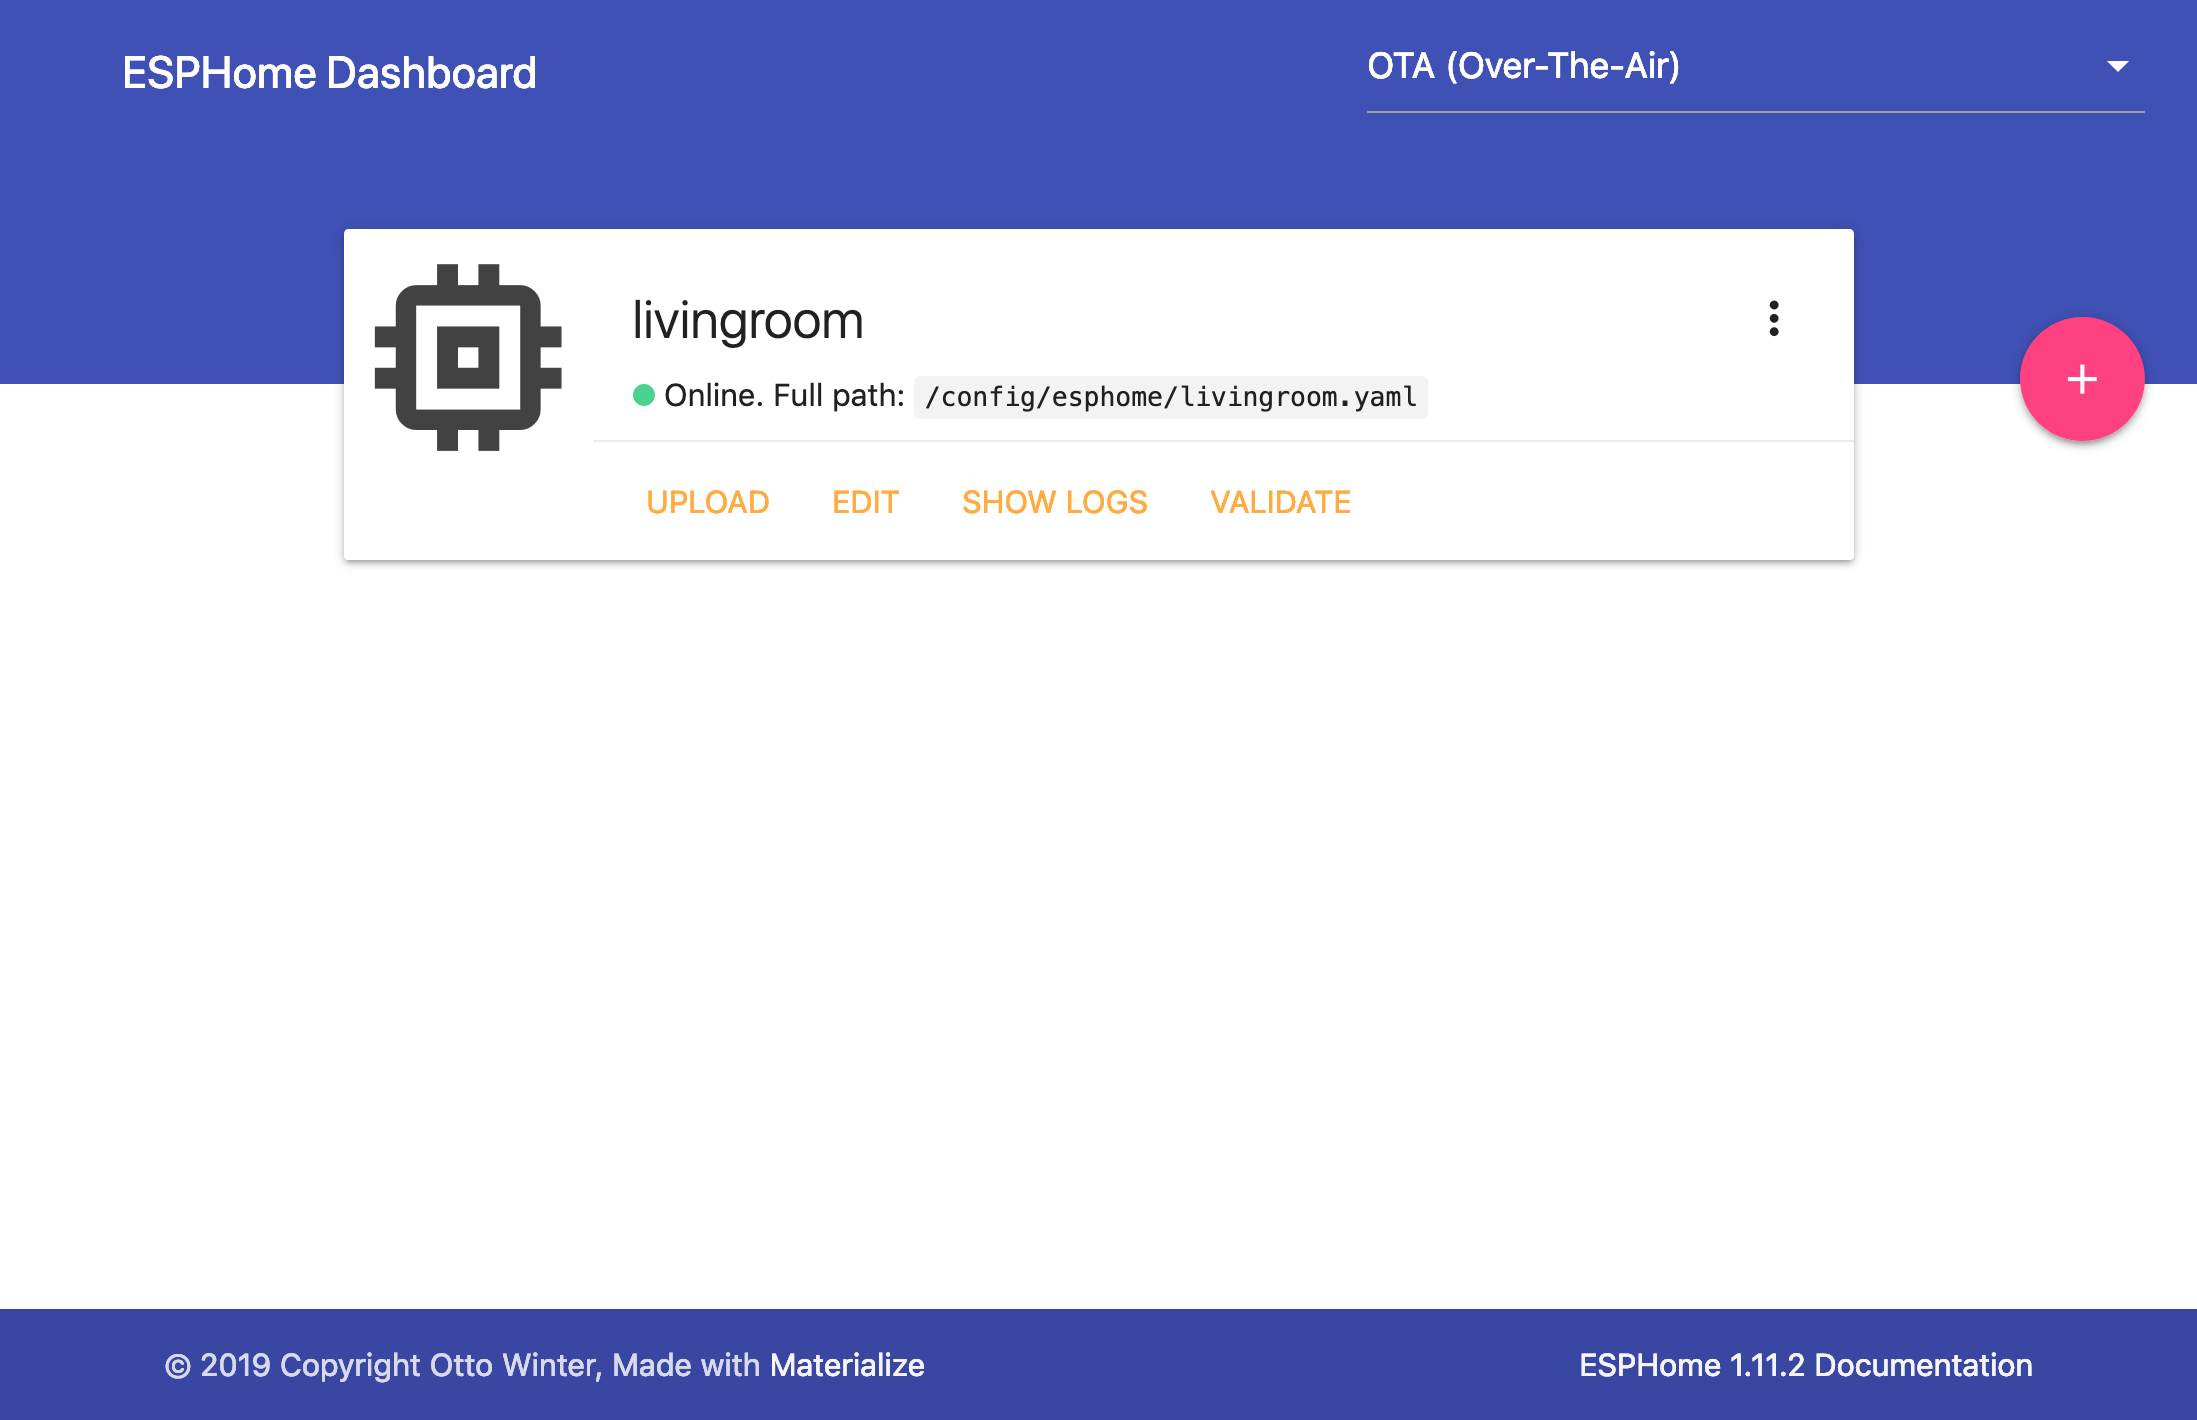 ESPHome Dashboard
OTA (Over-The-Air)
livingroom
Online. Full path: /config/esphome/livingroom.yaml
UPLOAD EDIT SHOW LOGS VALIDATE
© 2019 Copyright Otto Winter, Made with Materialize
ESPHome 1.11.2 Documentation